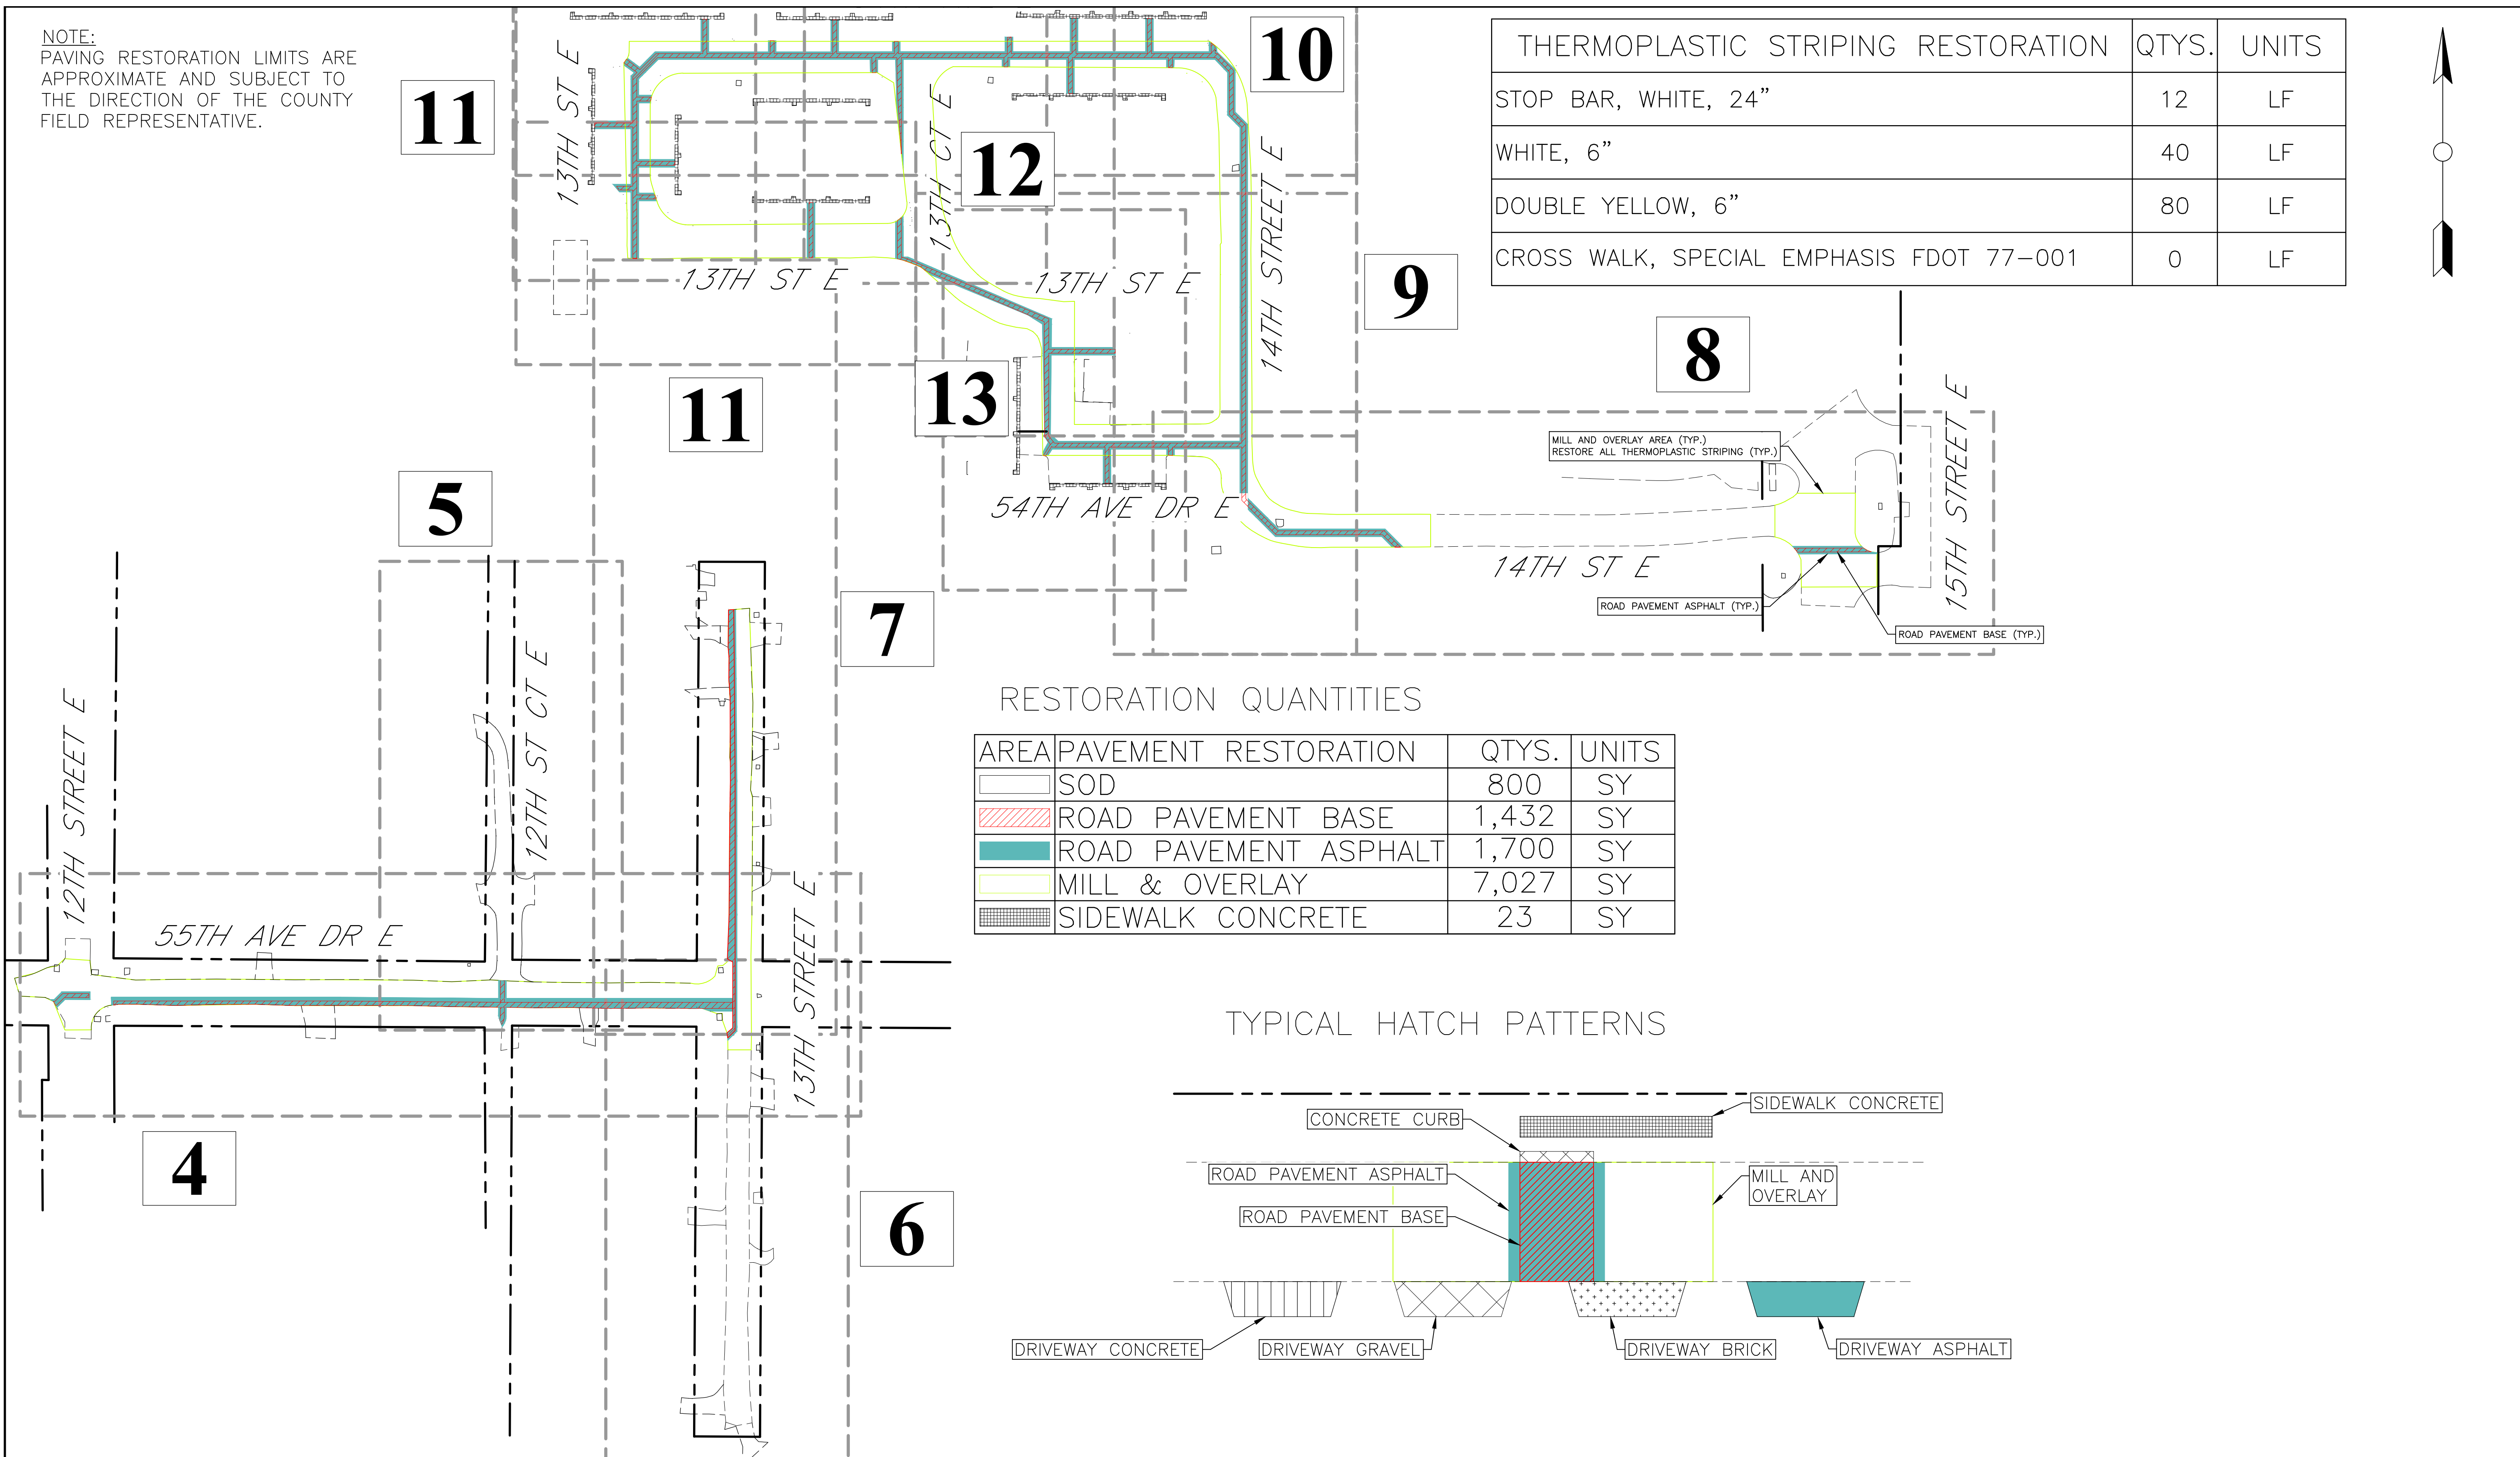 NOTE:
PAVING RESTORATION LIMITS ARE
APPROXIMATE AND SUBJECT TO
THE DIRECTION OF THE COUNTY
FIELD REPRESENTATIVE.
THERMOPLASTIC STRIPING RESTORATION QTYS. UNITS
STOP BAR, WHITE, 24” 12 LF
WHITE, 6” 40 LF
DOUBLE YELLOW, 6” 80 LF
CROSS WALK, SPECIAL EMPHASIS FDOT 77-001 0 LF
10
11
13TH ST E
12
13TH CT E
14TH STREET E
13TH ST E
13TH ST E
9
8
13
11
15TH STREET E
MILL AND OVERLAY AREA (TYP.)
RESTORE ALL THERMOPLASTIC STRIPING (TYP.)
54TH AVE DR E
14TH ST E
ROAD PAVEMENT ASPHALT (TYP.)
ROAD PAVEMENT BASE (TYP.)
5
7
12TH STREET E
12TH ST CT E
55TH AVE DR E
13TH STREET E
4
6
RESTORATION QUANTITIES
AREA PAVEMENT RESTORATION QTYS. UNITS
SOD 800 SY
ROAD PAVEMENT BASE 1,432 SY
ROAD PAVEMENT ASPHALT 1,700 SY
MILL & OVERLAY 7,027 SY
SIDEWALK CONCRETE 23 SY
TYPICAL HATCH PATTERNS
SIDEWALK CONCRETE
CONCRETE CURB
ROAD PAVEMENT ASPHALT
MILL AND
OVERLAY
ROAD PAVEMENT BASE
DRIVEWAY CONCRETE
DRIVEWAY GRAVEL
DRIVEWAY BRICK
DRIVEWAY ASPHALT